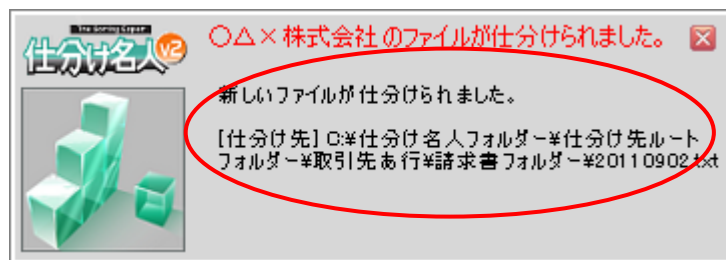 The Sorting Expert
仕分け名人V2
○△×株式会社のファイルが仕分けられました。
新しいファイルが仕分けられました。
[仕分け先] C:¥仕分け名人フォルダー¥仕分け先ルート
フォルダー¥取引先あ行¥請求書フォルダー¥20110902.txt